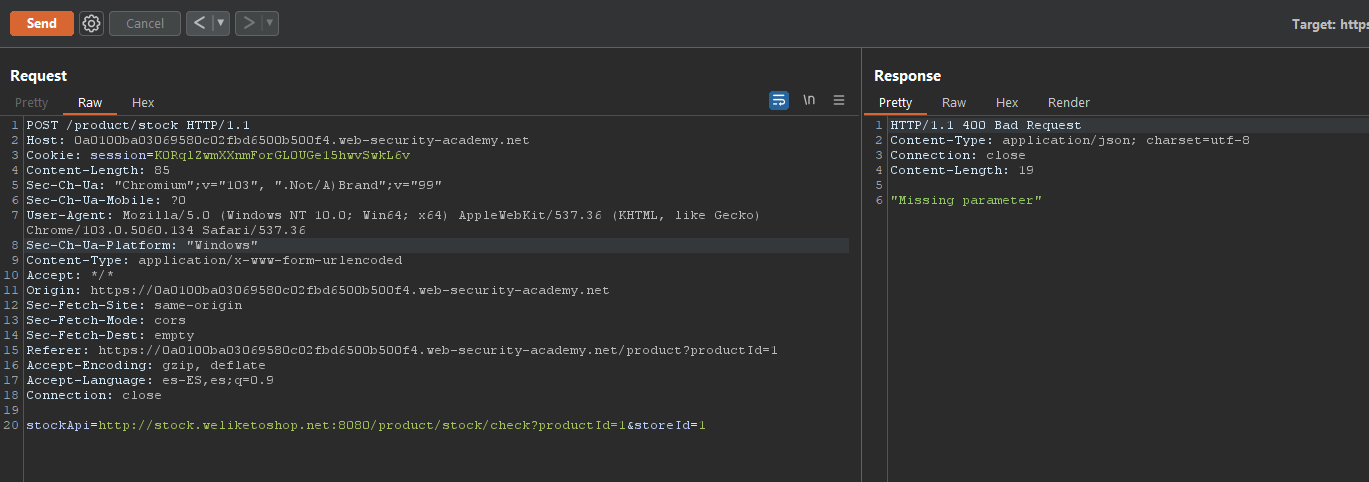 Send
Cancel
<
>
Target: https
Request
Pretty
Raw
Hex
\n
1 POST /product/stock HTTP/1.1
2 Host: 0a0100ba03069580c02fbd6500b500f4.web-security-academy.net
3 Cookie: session=KORqlZwmXXnmForGLOUGe15hwvSwkL6v
4 Content-Length: 85
5 Sec-Ch-Ua: "Chromium";v="103", ".Not/A)Brand";v="99"
6 Sec-Ch-Ua-Mobile: ?0
7 User-Agent: Mozilla/5.0 (Windows NT 10.0; Win64; x64) AppleWebKit/537.36 (KHTML, like Gecko)
Chrome/103.0.5060.134 Safari/537.36
8 Sec-Ch-Ua-Platform: "Windows"
9 Content-Type: application/x-www-form-urlencoded
10 Accept: */*
11 Origin: https://0a0100ba03069580c02fbd6500b500f4.web-security-academy.net
12 Sec-Fetch-Site: same-origin
13 Sec-Fetch-Mode: cors
14 Sec-Fetch-Dest: empty
15 Referer: https://0a0100ba03069580c02fbd6500b500f4.web-security-academy.net/product?productId=1
16 Accept-Encoding: gzip, deflate
17 Accept-Language: es-ES,es;q=0.9
18 Connection: close
19
20 stockApi=http://stock.weliketoshop.net:8080/product/stock/check?productId=1&storeId=1
Response
Pretty
Raw
Hex
Render
1 HTTP/1.1 400 Bad Request
2 Content-Type: application/json; charset=utf-8
3 Connection: close
4 Content-Length: 19
5
6 "Missing parameter"